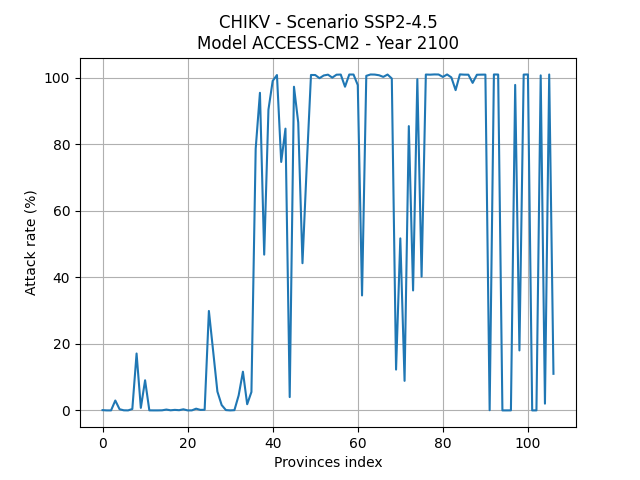 CHIKV - Scenario SSP2-4.5
Model ACCESS-CM2 - Year 2100
100
80
60
40
20
0
Attack rate (%)
0 20 40 60 80 100
Provinces index